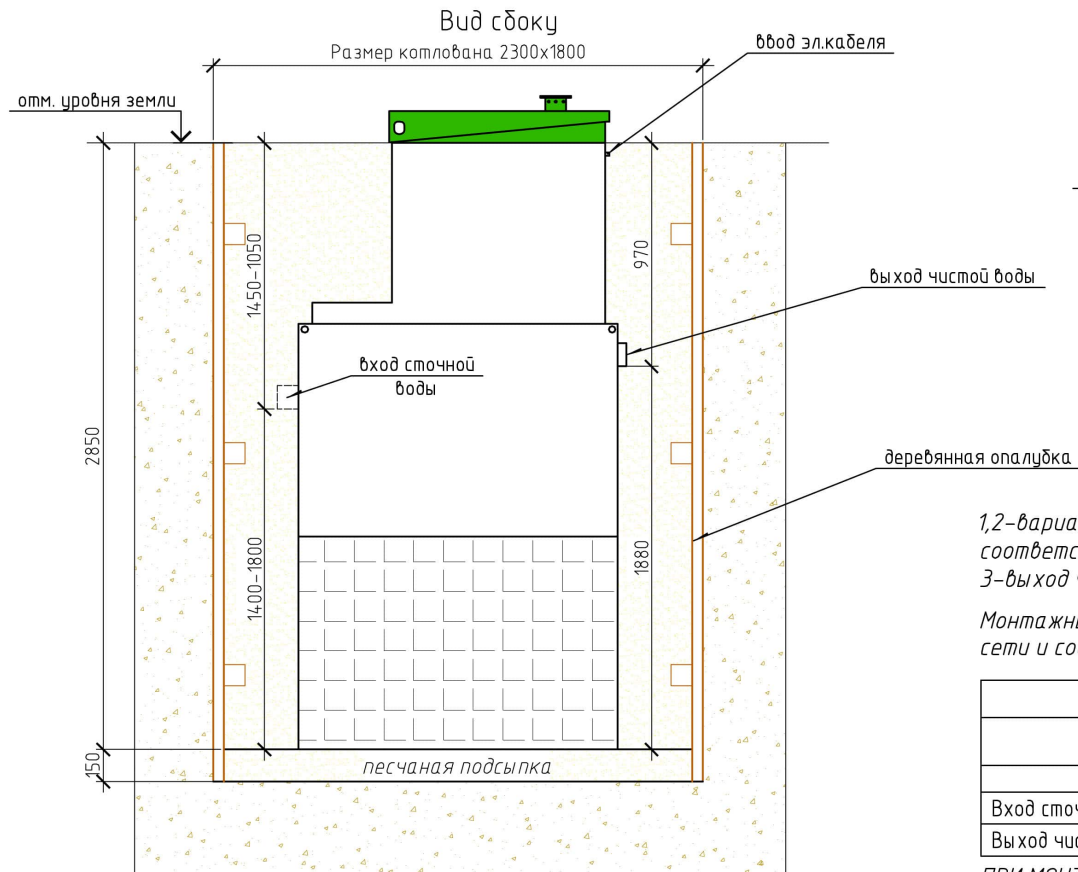 Вид сбоку
Размер котлована 2300х1800
ввод эл.кабеля
отм. уровня земли
1450-1050
970
выход чистой воды
вход сточной
воды
2850
деревянная опалубка
1400-1800
1880
150
песчаная подсыпка
1,2-вариа
соответс
3-выход
Монтажн
сети и со
Вход сточ
Выход чис